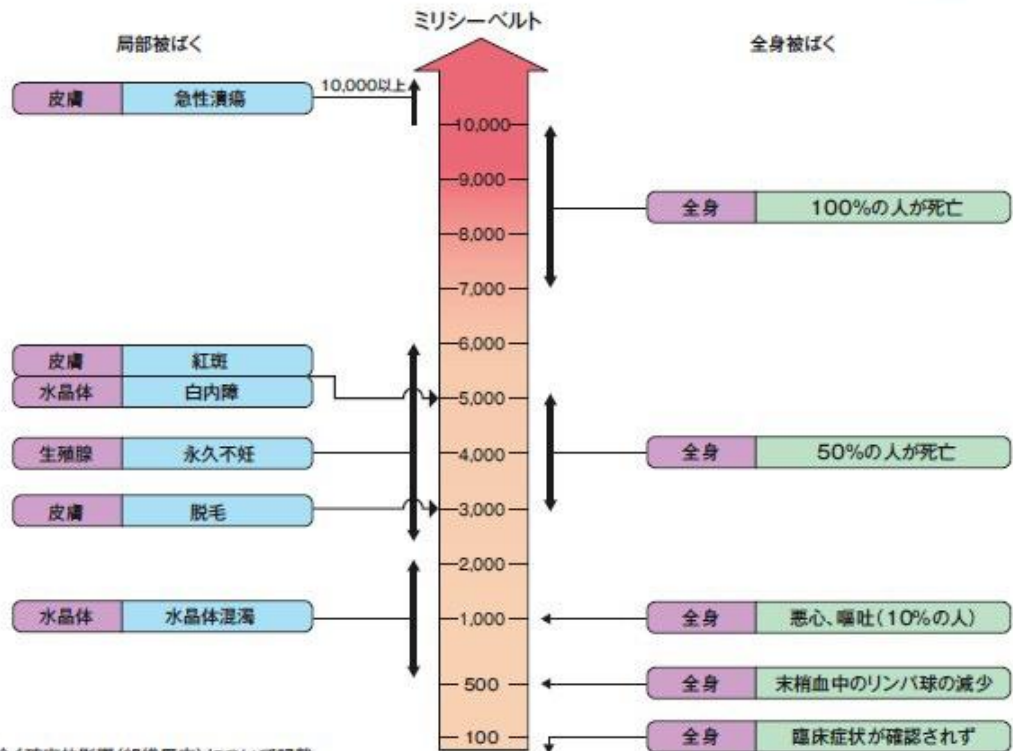 ミリシーベルト
局部被ばく
全身被ばく
皮膚 急性潰瘍
10,000以上
10,000
9,000
全身 100%の人が死亡
8,000
7,000
6,000
皮膚 紅斑
水晶体 白内障
5,000
生殖腺 永久不妊
4,000
全身 50%の人が死亡
皮膚 脱毛
3,000
2,000
水晶体 水晶体混濁
1,000
全身 悪心、嘔吐(10%の人)
500
全身 末梢血中のリンパ球の減少
100
全身 臨床症状が確認されず